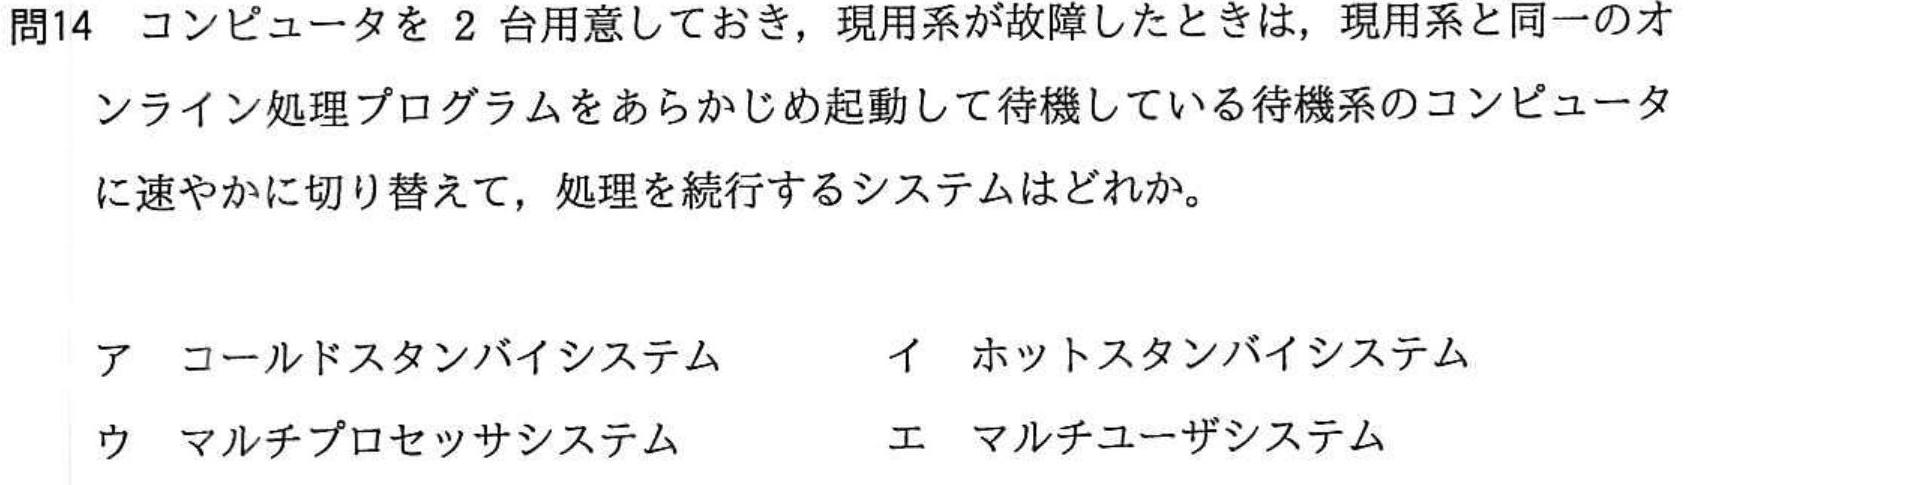 問14　コンピュータを 2 台用意しておき，現用系が故障したときは，現用系と同一のオ
ンライン処理プログラムをあらかじめ起動して待機している待機系のコンピュータ
に速やかに切り替えて，処理を続行するシステムはどれか。
ア　コールドスタンバイシステム　　　　イ　ホットスタンバイシステム
ウ　マルチプロセッサシステム　　　　　エ　マルチユーザシステム